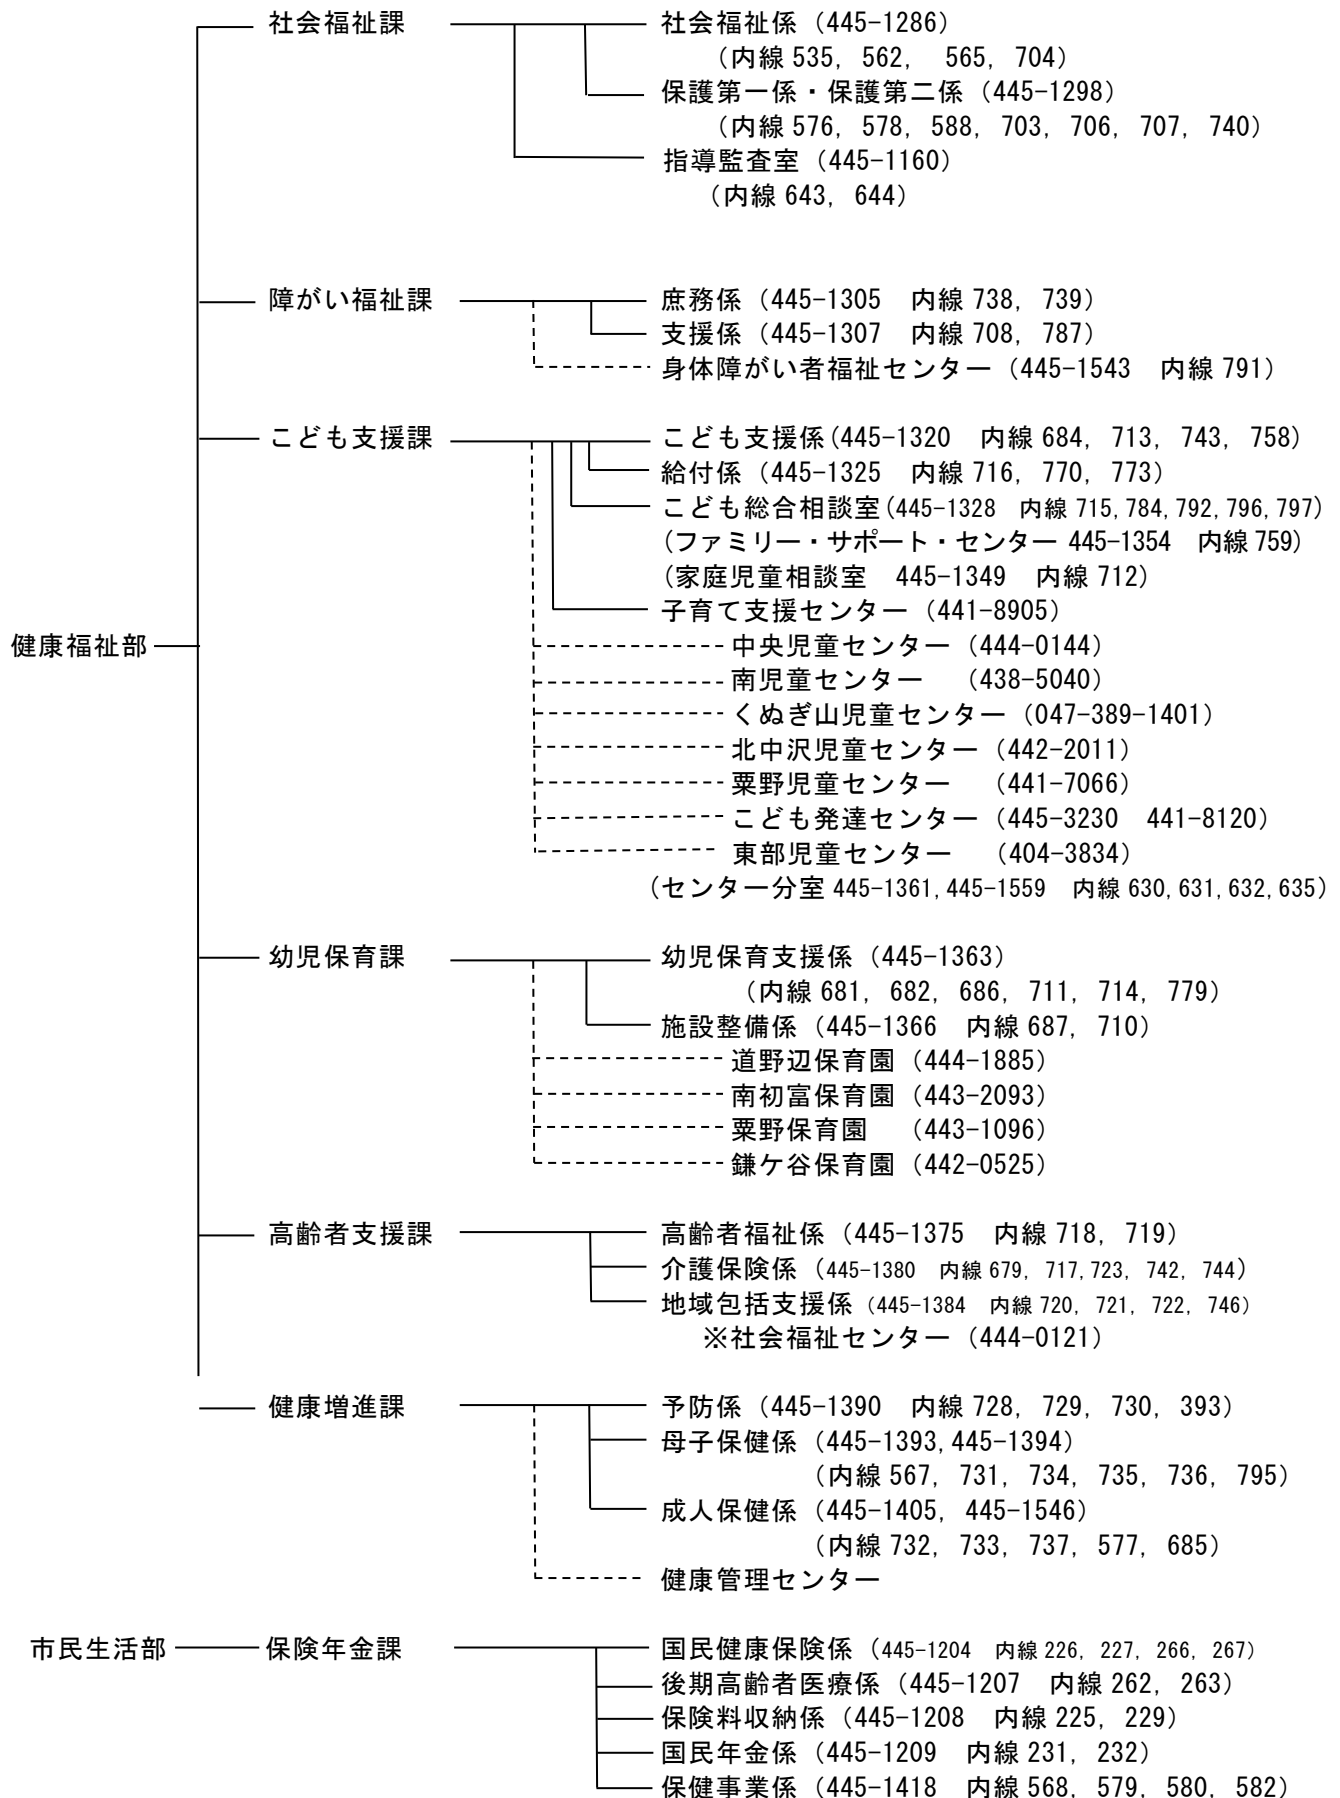 社会福祉課 社会福祉係（445-1286）
（内線 535, 562, 565, 704）
保護第一係・保護第二係（445-1298）
（内線 576, 578, 588, 703, 706, 707, 740）
指導監査室（445-1160）
（内線 643, 644）
障がい福祉課 庶務係（445-1305 内線 738, 739）
支援係（445-1307 内線 708, 787）
身体障がい者福祉センター（445-1543 内線 791）
こども支援課 こども支援係(445-1320 内線 684, 713, 743, 758)
給付係（445-1325 内線 716, 770, 773）
こども総合相談室(445-1328 内線 715,784,792,796,797)
(ファミリー・サポート・センター 445-1354 内線 759)
(家庭児童相談室 445-1349 内線 712)
子育て支援センター（441-8905）
健康福祉部 中央児童センター（444-0144）
南児童センター （438-5040）
くぬぎ山児童センター（047-389-1401）
北中沢児童センター（442-2011）
粟野児童センター （441-7066）
こども発達センター（445-3230 441-8120）
東部児童センター （404-3834）
（センター分室 445-1361,445-1559 内線 630,631,632,635）
幼児保育課 幼児保育支援係（445-1363）
（内線 681, 682, 686, 711, 714, 779）
施設整備係（445-1366 内線 687, 710）
道野辺保育園（444-1885）
南初富保育園（443-2093）
粟野保育園 （443-1096）
鎌ケ谷保育園（442-0525）
高齢者支援課 高齢者福祉係（445-1375 内線 718, 719）
介護保険係（445-1380 内線 679, 717,723, 742, 744）
地域包括支援係（445-1384 内線 720, 721, 722, 746）
※社会福祉センター（444-0121）
健康増進課 予防係（445-1390 内線 728, 729, 730, 393）
母子保健係（445-1393,445-1394）
（内線 567, 731, 734, 735, 736, 795）
成人保健係（445-1405, 445-1546）
（内線 732, 733, 737, 577, 685）
健康管理センター
市民生活部 保険年金課 国民健康保険係（445-1204 内線 226, 227, 266, 267）
後期高齢者医療係（445-1207 内線 262, 263）
保険料収納係（445-1208 内線 225, 229）
国民年金係（445-1209 内線 231, 232）
保健事業係（445-1418 内線 568, 579, 580, 582）